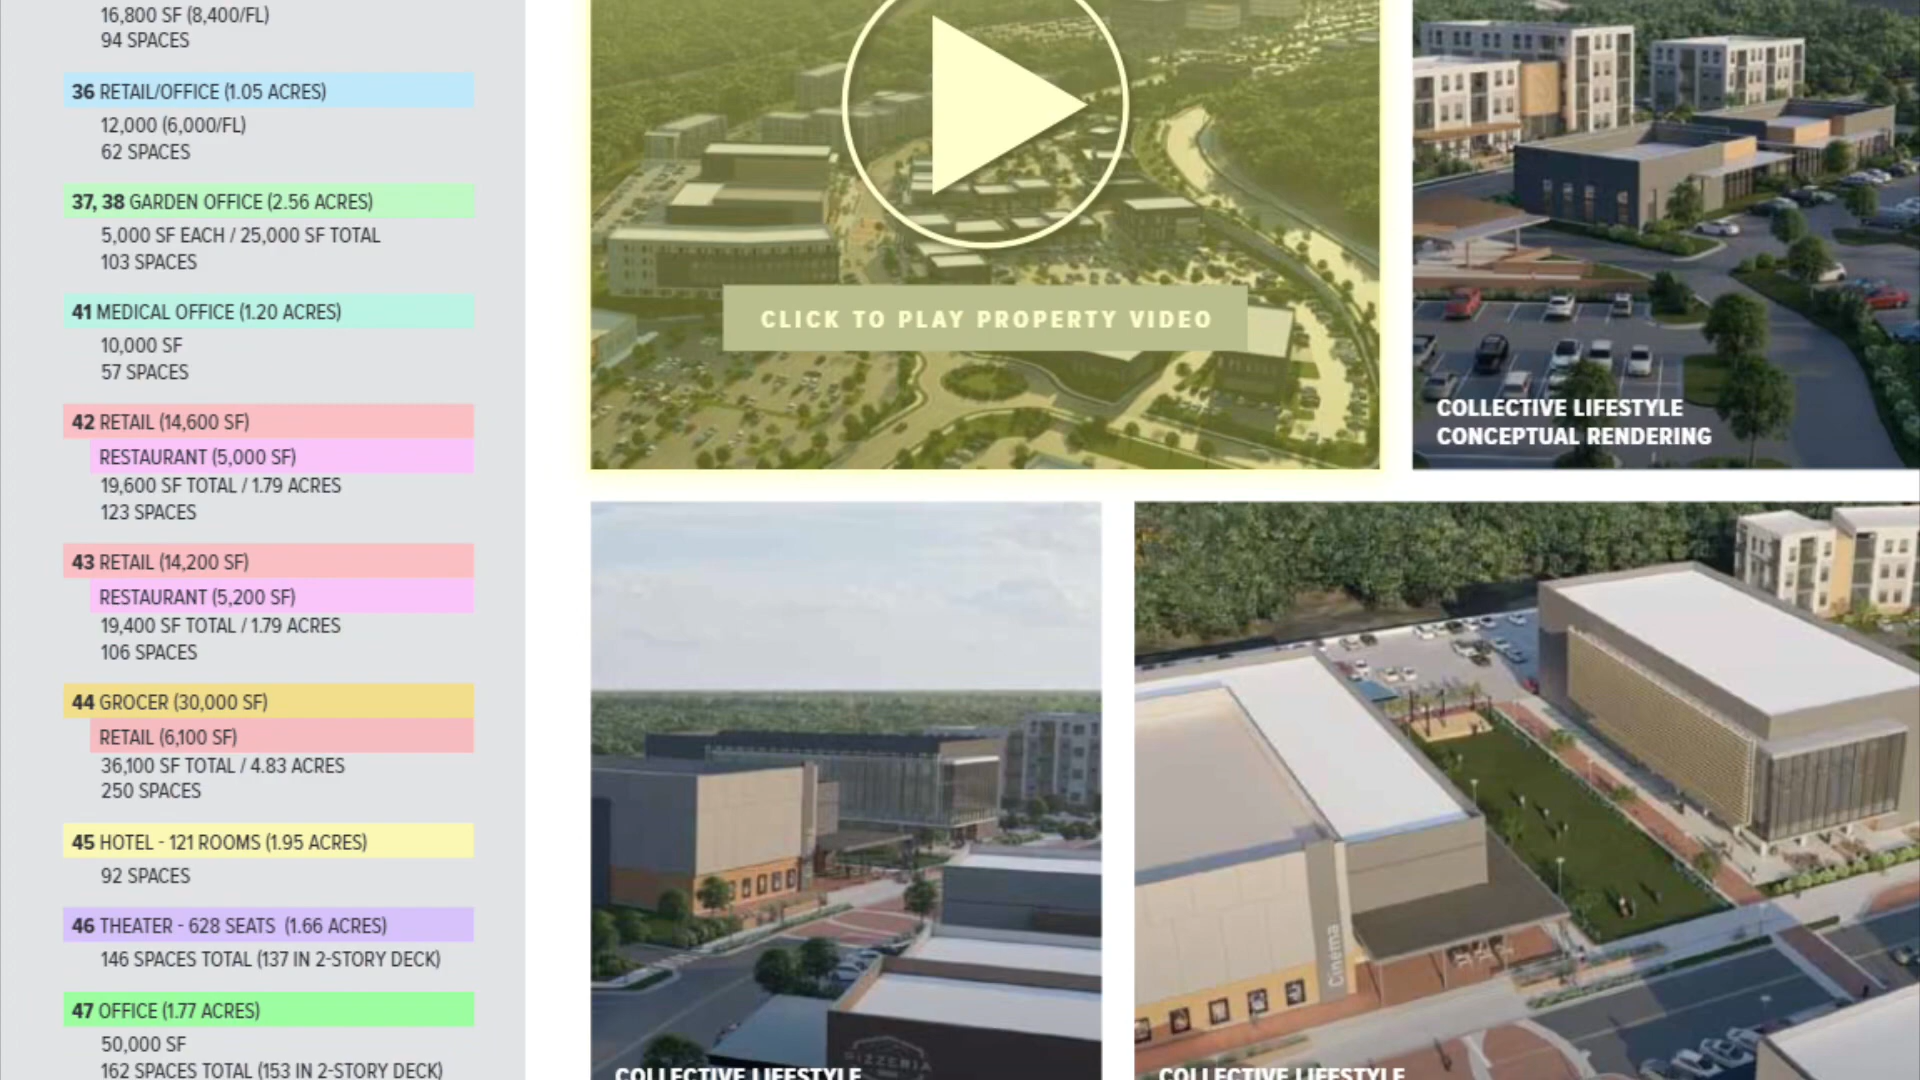 16,800 SF (8,400/FL)
94 SPACES
36 RETAIL/OFFICE (1.05 ACRES)
12,000 (6,000/FL)
62 SPACES
37, 38 GARDEN OFFICE (2.56 ACRES)
5,000 SF EACH / 25,000 SF TOTAL
103 SPACES
41 MEDICAL OFFICE (1.20 ACRES)
10,000 SF
57 SPACES
42 RETAIL (14,600 SF)
RESTAURANT (5,000 SF)
19,600 SF TOTAL / 1.79 ACRES
123 SPACES
43 RETAIL (14,200 SF)
RESTAURANT (5,200 SF)
19,400 SF TOTAL / 1.79 ACRES
106 SPACES
44 GROCER (30,000 SF)
RETAIL (6,100 SF)
36,100 SF TOTAL / 4.83 ACRES
250 SPACES
45 HOTEL - 121 ROOMS (1.95 ACRES)
92 SPACES
46 THEATER - 628 SEATS (1.66 ACRES)
146 SPACES TOTAL (137 IN 2-STORY DECK)
47 OFFICE (1.77 ACRES)
50,000 SF
162 SPACES TOTAL (153 IN 2-STORY DECK)
CLICK TO PLAY PROPERTY VIDEO
COLLECTIVE LIFESTYLE
CONCEPTUAL RENDERING
PIZZERIA
COLLECTIVE LIFESTYLE
Cinema
COLLECTIVE LIFESTYLE